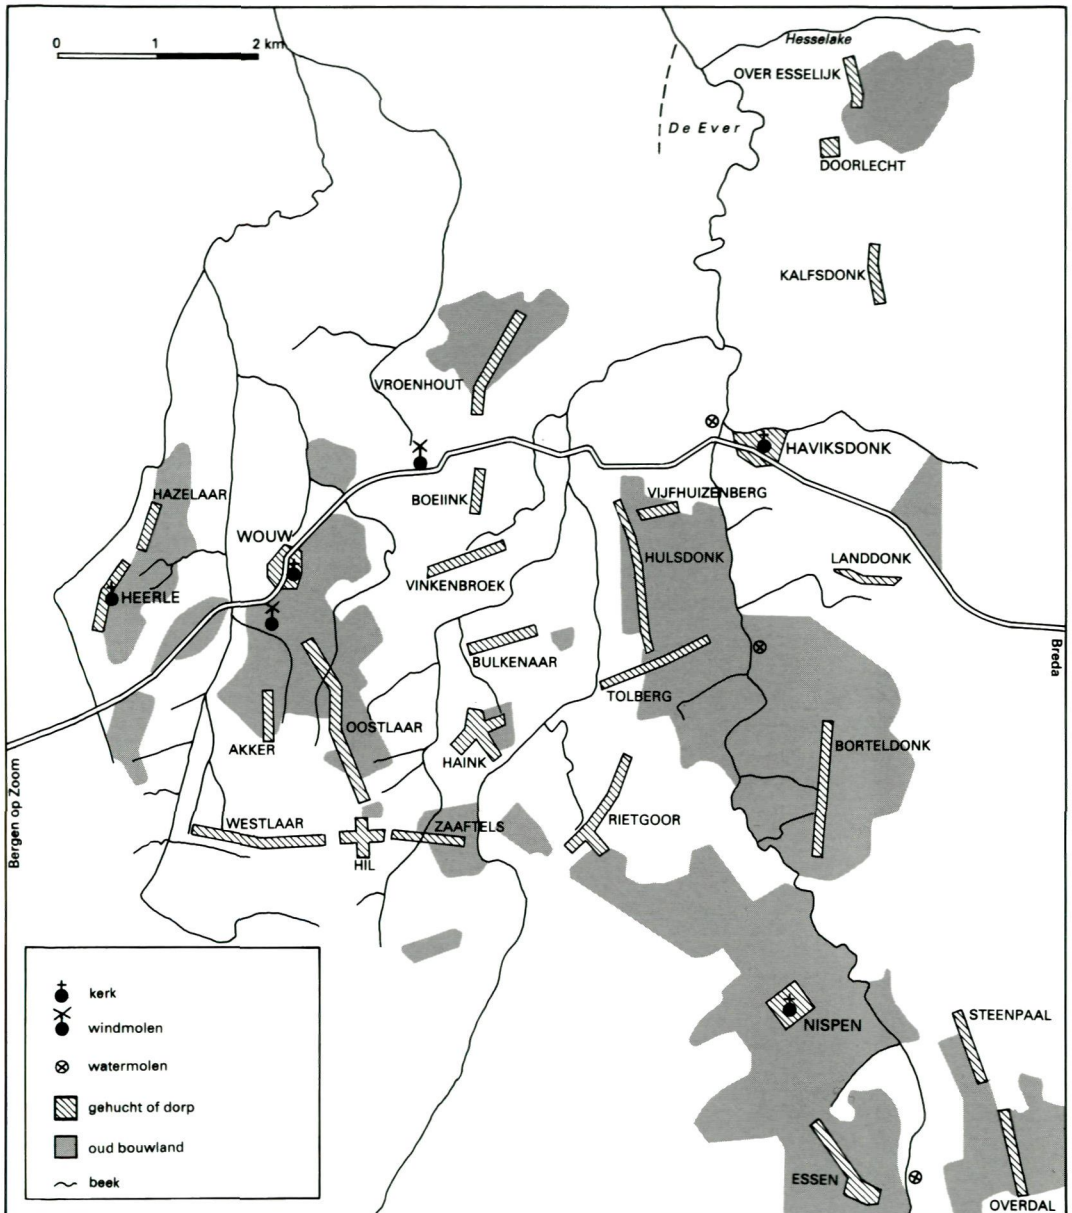 0 1 2 km
Hesselake
OVER ESSELIJK
De Ever
DOORLECHT
KALFSDONK
VROENHOUT
HAVIKSDONK
HAZELAAR
BOEIINK
VIJFHUIZENBERG
WOUW
HULSDONK
LANDDONK
VINKENBROEK
HEERLE
BULKENAAR
Breda
TOLBERG
OOSTLAAR
AKKER
HAINK
BORTELDONK
Bergen op Zoom
WESTLAAR
ZAAFTELS
RIETGOOR
HIL
kerk
windmolen
watermolen
gehucht of dorp
oud bouwland
beek
NISPEN
STEENPAAL
ESSEN
OVERDAL